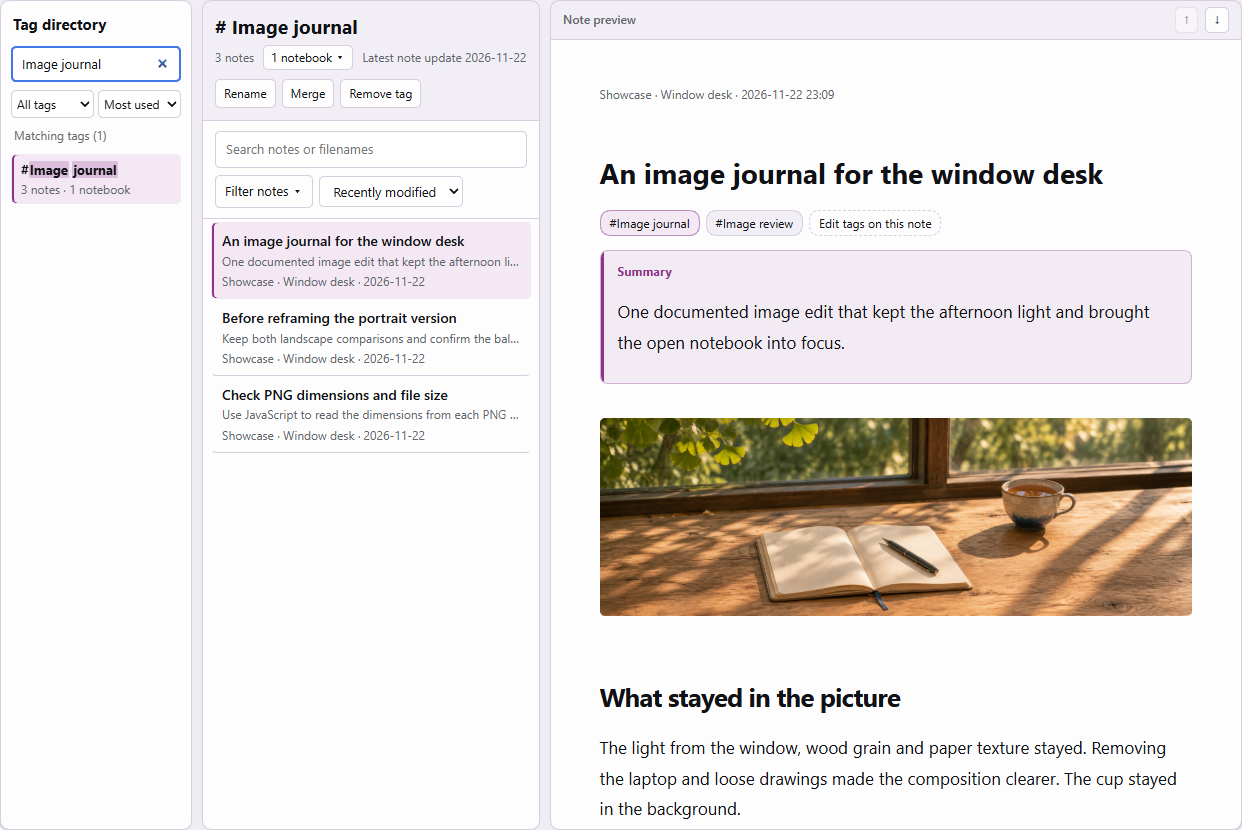 Tag directory
Image journal
All tags
Most used
Matching tags (1)
#Image journal
3 notes · 1 notebook
# Image journal
3 notes
1 notebook
Latest note update 2026-11-22
Rename
Merge
Remove tag
Search notes or filenames
Filter notes
Recently modified
An image journal for the window desk
One documented image edit that kept the afternoon li...
Showcase · Window desk · 2026-11-22
Before reframing the portrait version
Keep both landscape comparisons and confirm the bal...
Showcase · Window desk · 2026-11-22
Check PNG dimensions and file size
Use JavaScript to read the dimensions from each PNG ...
Showcase · Window desk · 2026-11-22
Note preview
Showcase · Window desk · 2026-11-22 23:09
An image journal for the window desk
#Image journal
#Image review
Edit tags on this note
Summary
One documented image edit that kept the afternoon light and brought
the open notebook into focus.
What stayed in the picture
The light from the window, wood grain and paper texture stayed. Removing
the laptop and loose drawings made the composition clearer. The cup stayed
in the background.